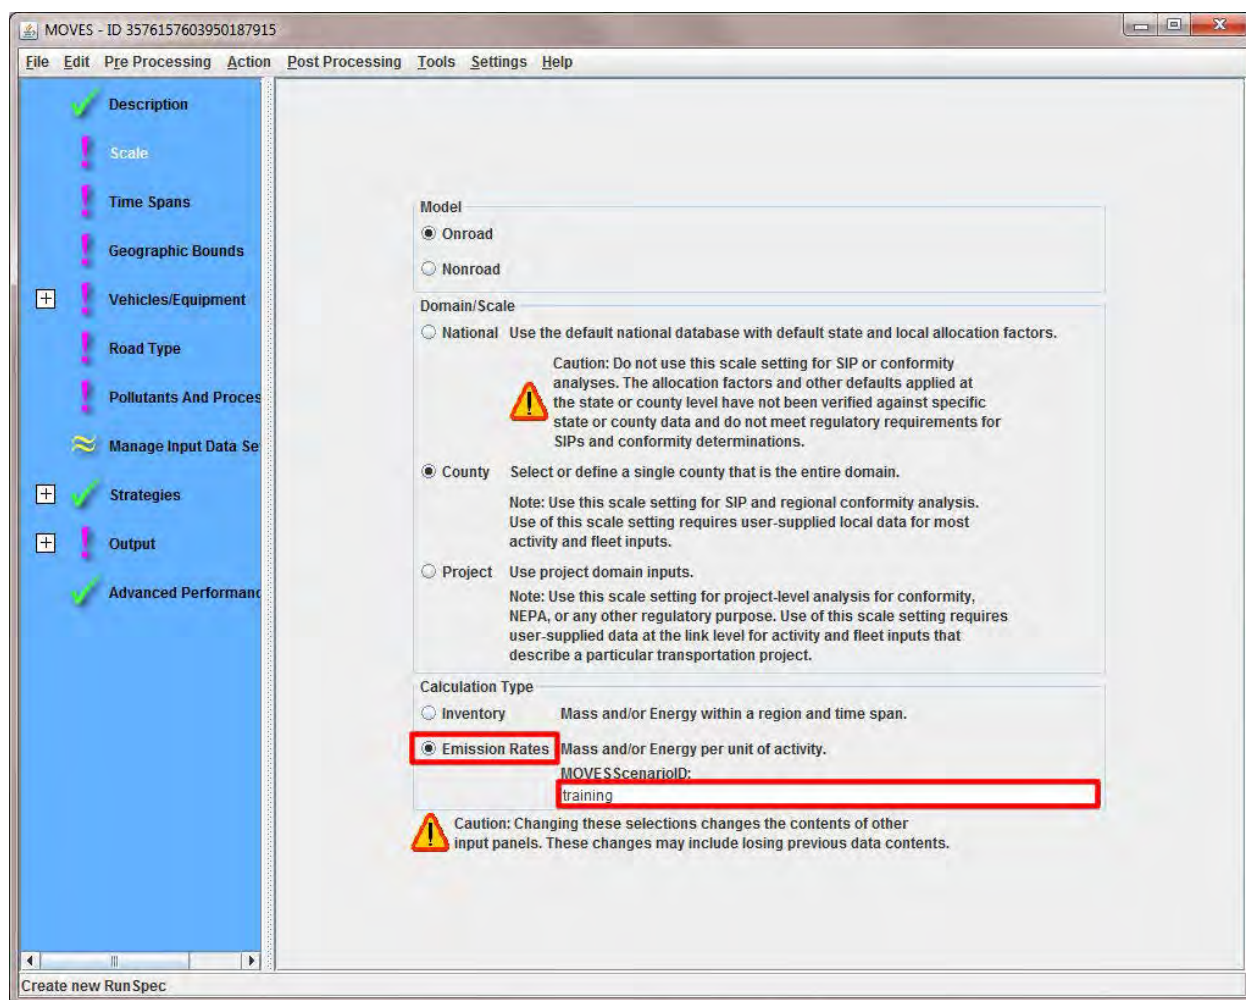 MOVES - ID 3576157603950187915
File Edit Pre Processing Action Post Processing Tools Settings Help
Description
Scale
Time Spans
Geographic Bounds
Vehicles/Equipment
Road Type
Pollutants And Proces
Manage Input Data Se
Strategies
Output
Advanced Performanc
Model
Onroad
Nonroad
Domain/Scale
National Use the default national database with default state and local allocation factors.
Caution: Do not use this scale setting for SIP or conformity
analyses. The allocation factors and other defaults applied at
the state or county level have not been verified against specific
state or county data and do not meet regulatory requirements for
SIPs and conformity determinations.
County Select or define a single county that is the entire domain.
Note: Use this scale setting for SIP and regional conformity analysis.
Use of this scale setting requires user-supplied local data for most
activity and fleet inputs.
Project Use project domain inputs.
Note: Use this scale setting for project-level analysis for conformity,
NEPA, or any other regulatory purpose. Use of this scale setting requires
user-supplied data at the link level for activity and fleet inputs that
describe a particular transportation project.
Calculation Type
Inventory Mass and/or Energy within a region and time span.
Emission Rates Mass and/or Energy per unit of activity.
MOVESScenarioID:
training
Caution: Changing these selections changes the contents of other
input panels. These changes may include losing previous data contents.
Create new RunSpec